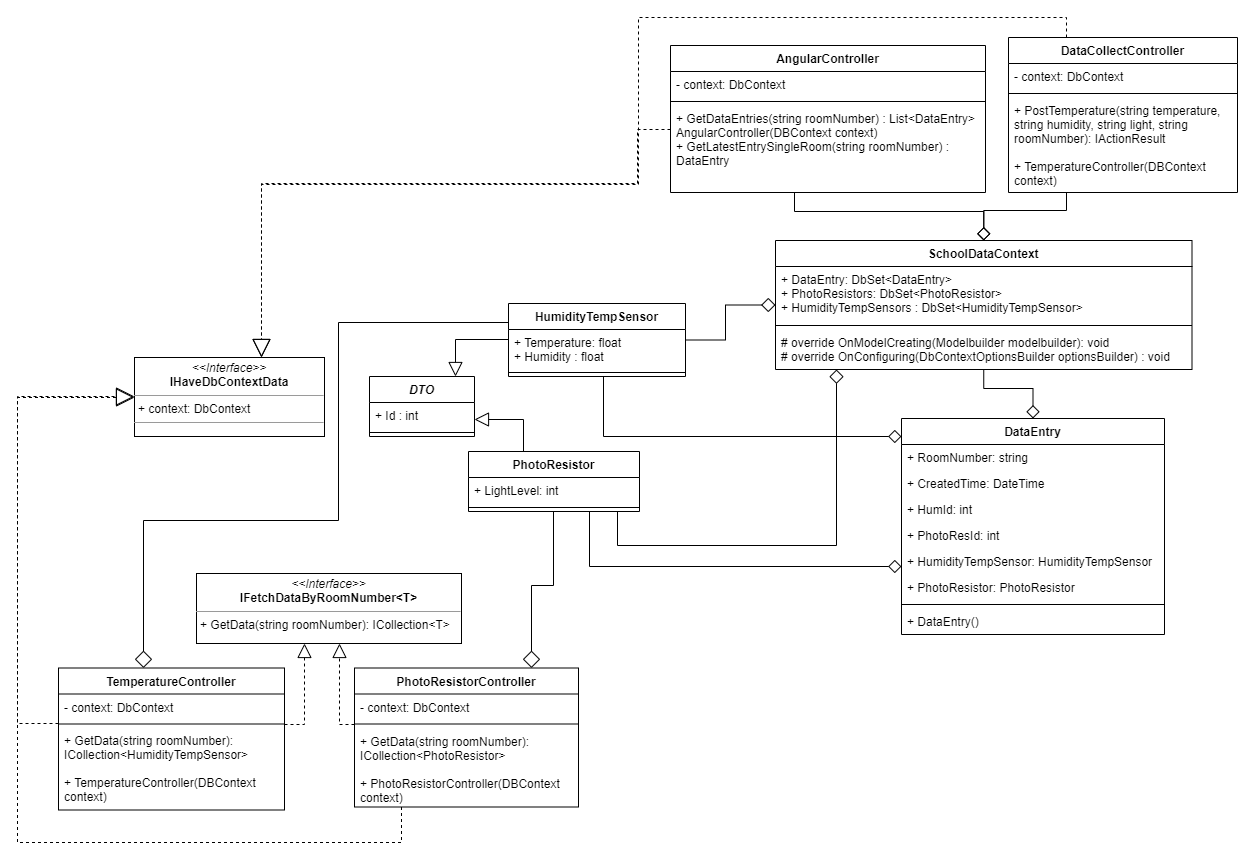 AngularController
- context: DbContext
+ GetDataEntries(string roomNumber) : List<DataEntry>
AngularController(DBContext context)
+ GetLatestEntrySingleRoom(string roomNumber) :
DataEntry
DataCollectController
- context: DbContext
+ PostTemperature(string temperature,
string humidity, string light, string
roomNumber): IActionResult
+ TemperatureController(DBContext
context)
SchoolDataContext
+ DataEntry: DbSet<DataEntry>
+ PhotoResistors: DbSet<PhotoResistor>
+ HumidityTempSensors : DbSet<HumidityTempSensor>
# override OnModelCreating(Modelbuilder modelbuilder): void
# override OnConfiguring(DbContextOptionsBuilder optionsBuilder) : void
HumidityTempSensor
+ Temperature: float
+ Humidity : float
<<Interface>>
IHaveDbContextData
+ context: DbContext
DTO
+ Id : int
PhotoResistor
+ LightLevel: int
DataEntry
+ RoomNumber: string
+ CreatedTime: DateTime
+ HumId: int
+ PhotoResId: int
+ HumidityTempSensor: HumidityTempSensor
+ PhotoResistor: PhotoResistor
+ DataEntry()
<<Interface>>
IFetchDataByRoomNumber<T>
+ GetData(string roomNumber): ICollection<T>
TemperatureController
- context: DbContext
+ GetData(string roomNumber):
ICollection<HumidityTempSensor>
+ TemperatureController(DBContext
context)
PhotoResistorController
- context: DbContext
+ GetData(string roomNumber):
ICollection<PhotoResistor>
+ PhotoResistorController(DBContext
context)